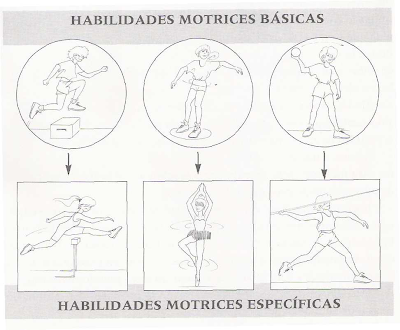 HABILIDADES MOTRICES BÁSICAS
HABILIDADES MOTRICES ESPECÍFICAS